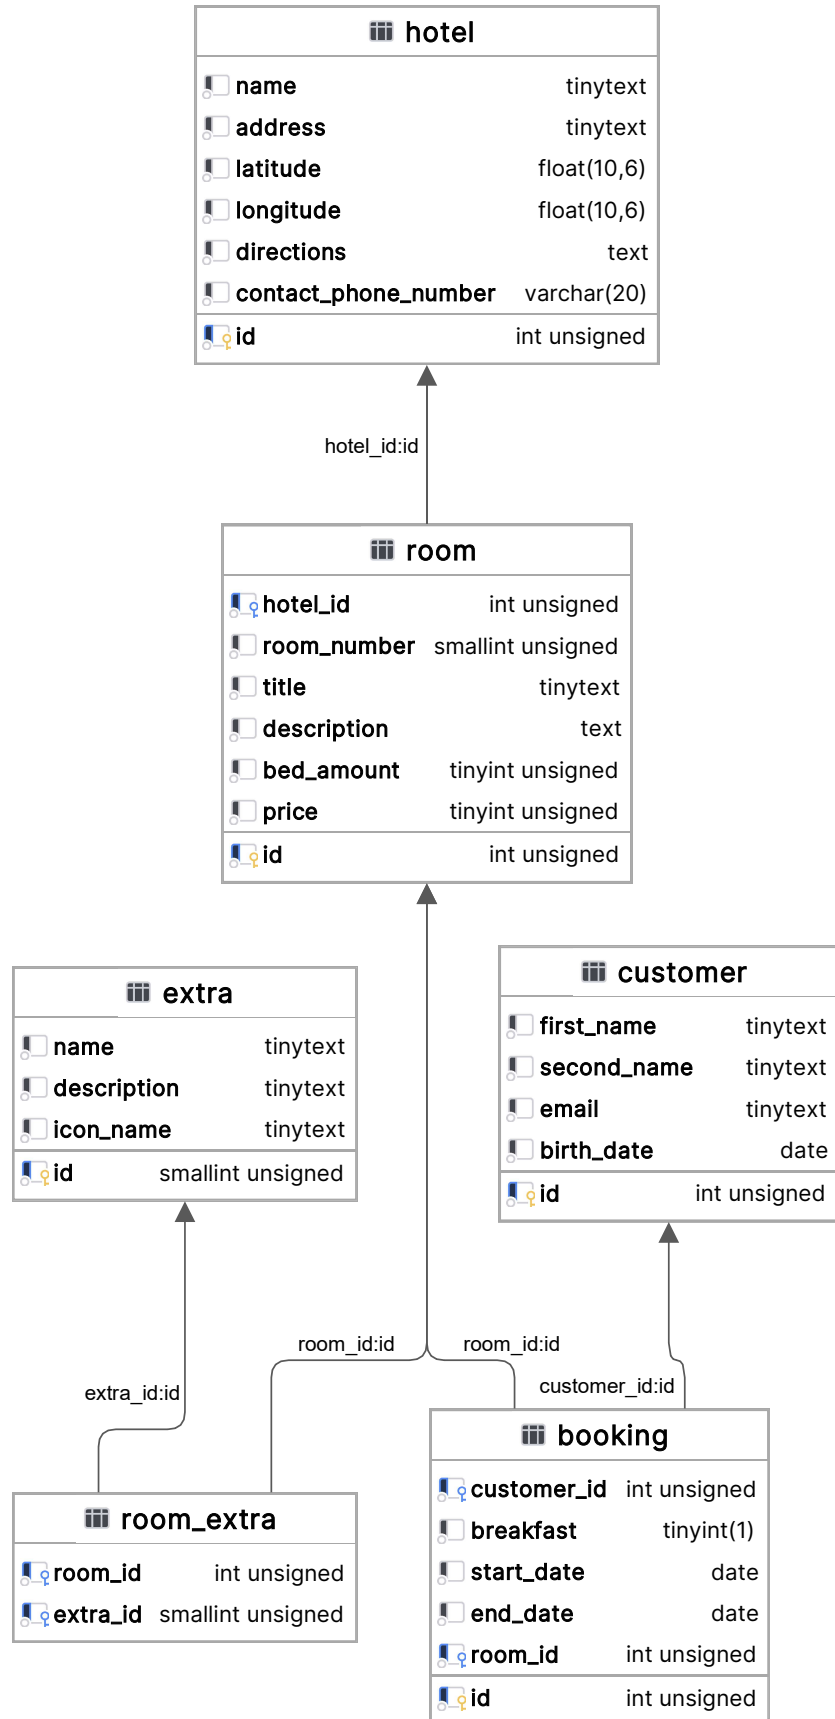 hotel
name tinytext
address tinytext
latitude float(10,6)
longitude float(10,6)
directions text
contact_phone_number varchar(20)
id int unsigned
hotel_id:id
room
hotel_id int unsigned
room_number smallint unsigned
title tinytext
description text
bed_amount tinyint unsigned
price tinyint unsigned
id int unsigned
extra
name tinytext
description tinytext
icon_name tinytext
id smallint unsigned
customer
first_name tinytext
second_name tinytext
email tinytext
birth_date date
id int unsigned
room_id:id
room_id:id
extra_id:id
customer_id:id
room_extra
room_id int unsigned
extra_id smallint unsigned
booking
customer_id int unsigned
breakfast tinyint(1)
start_date date
end_date date
room_id int unsigned
id int unsigned